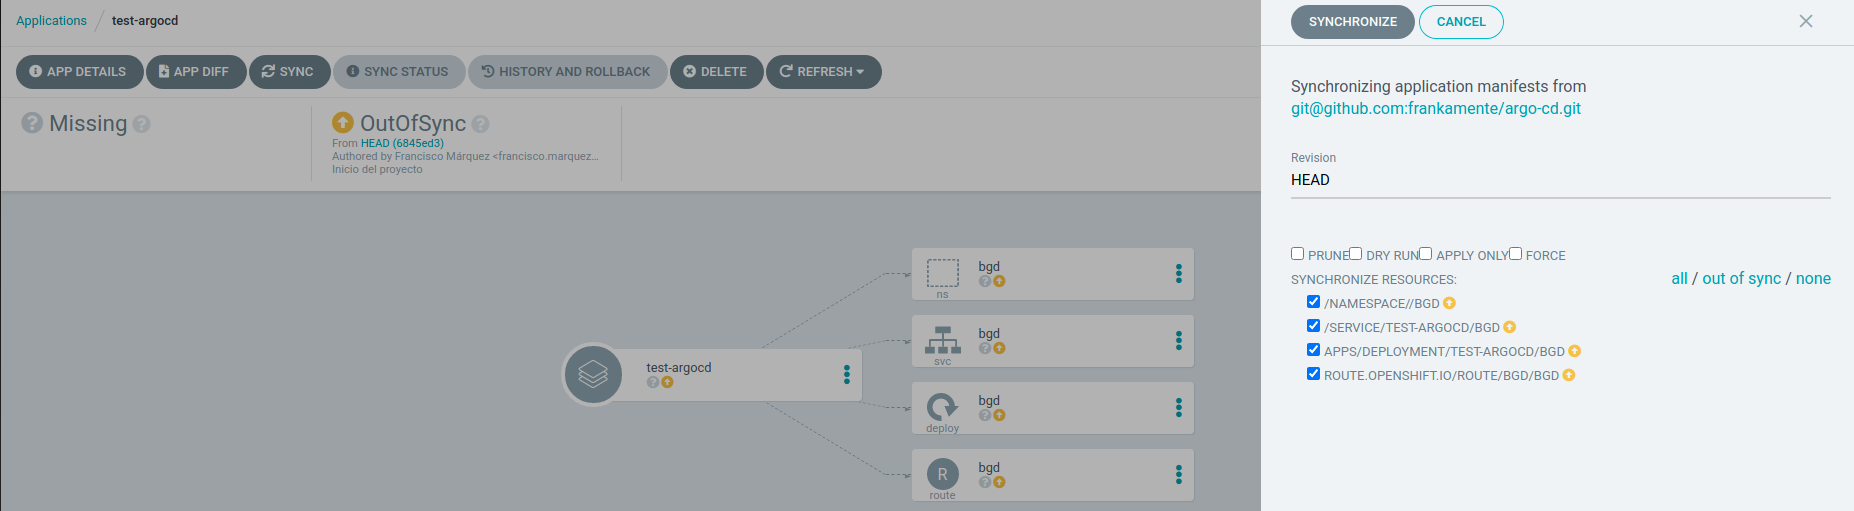 Applications / test-argocd
APP DETAILS
APP DIFF
SYNC
SYNC STATUS
HISTORY AND ROLLBACK
DELETE
REFRESH
? Missing ?
OutOfSync ?
From HEAD (6845ed3)
Authored by Francisco Márquez <francisco.marquez...
Inicio del proyecto
test-argocd
?
bgd
?
ns
bgd
?
svc
bgd
?
deploy
R
bgd
?
route
SYNCHRONIZE
CANCEL
Synchronizing application manifests from
git@github.com:frankamente/argo-cd.git
Revision
HEAD
PRUNE DRY RUN APPLY ONLY FORCE
SYNCHRONIZE RESOURCES: all / out of sync / none
/NAMESPACE//BGD
/SERVICE/TEST-ARGOCD/BGD
APPS/DEPLOYMENT/TEST-ARGOCD/BGD
ROUTE.OPENSHIFT.IO/ROUTE/BGD/BGD